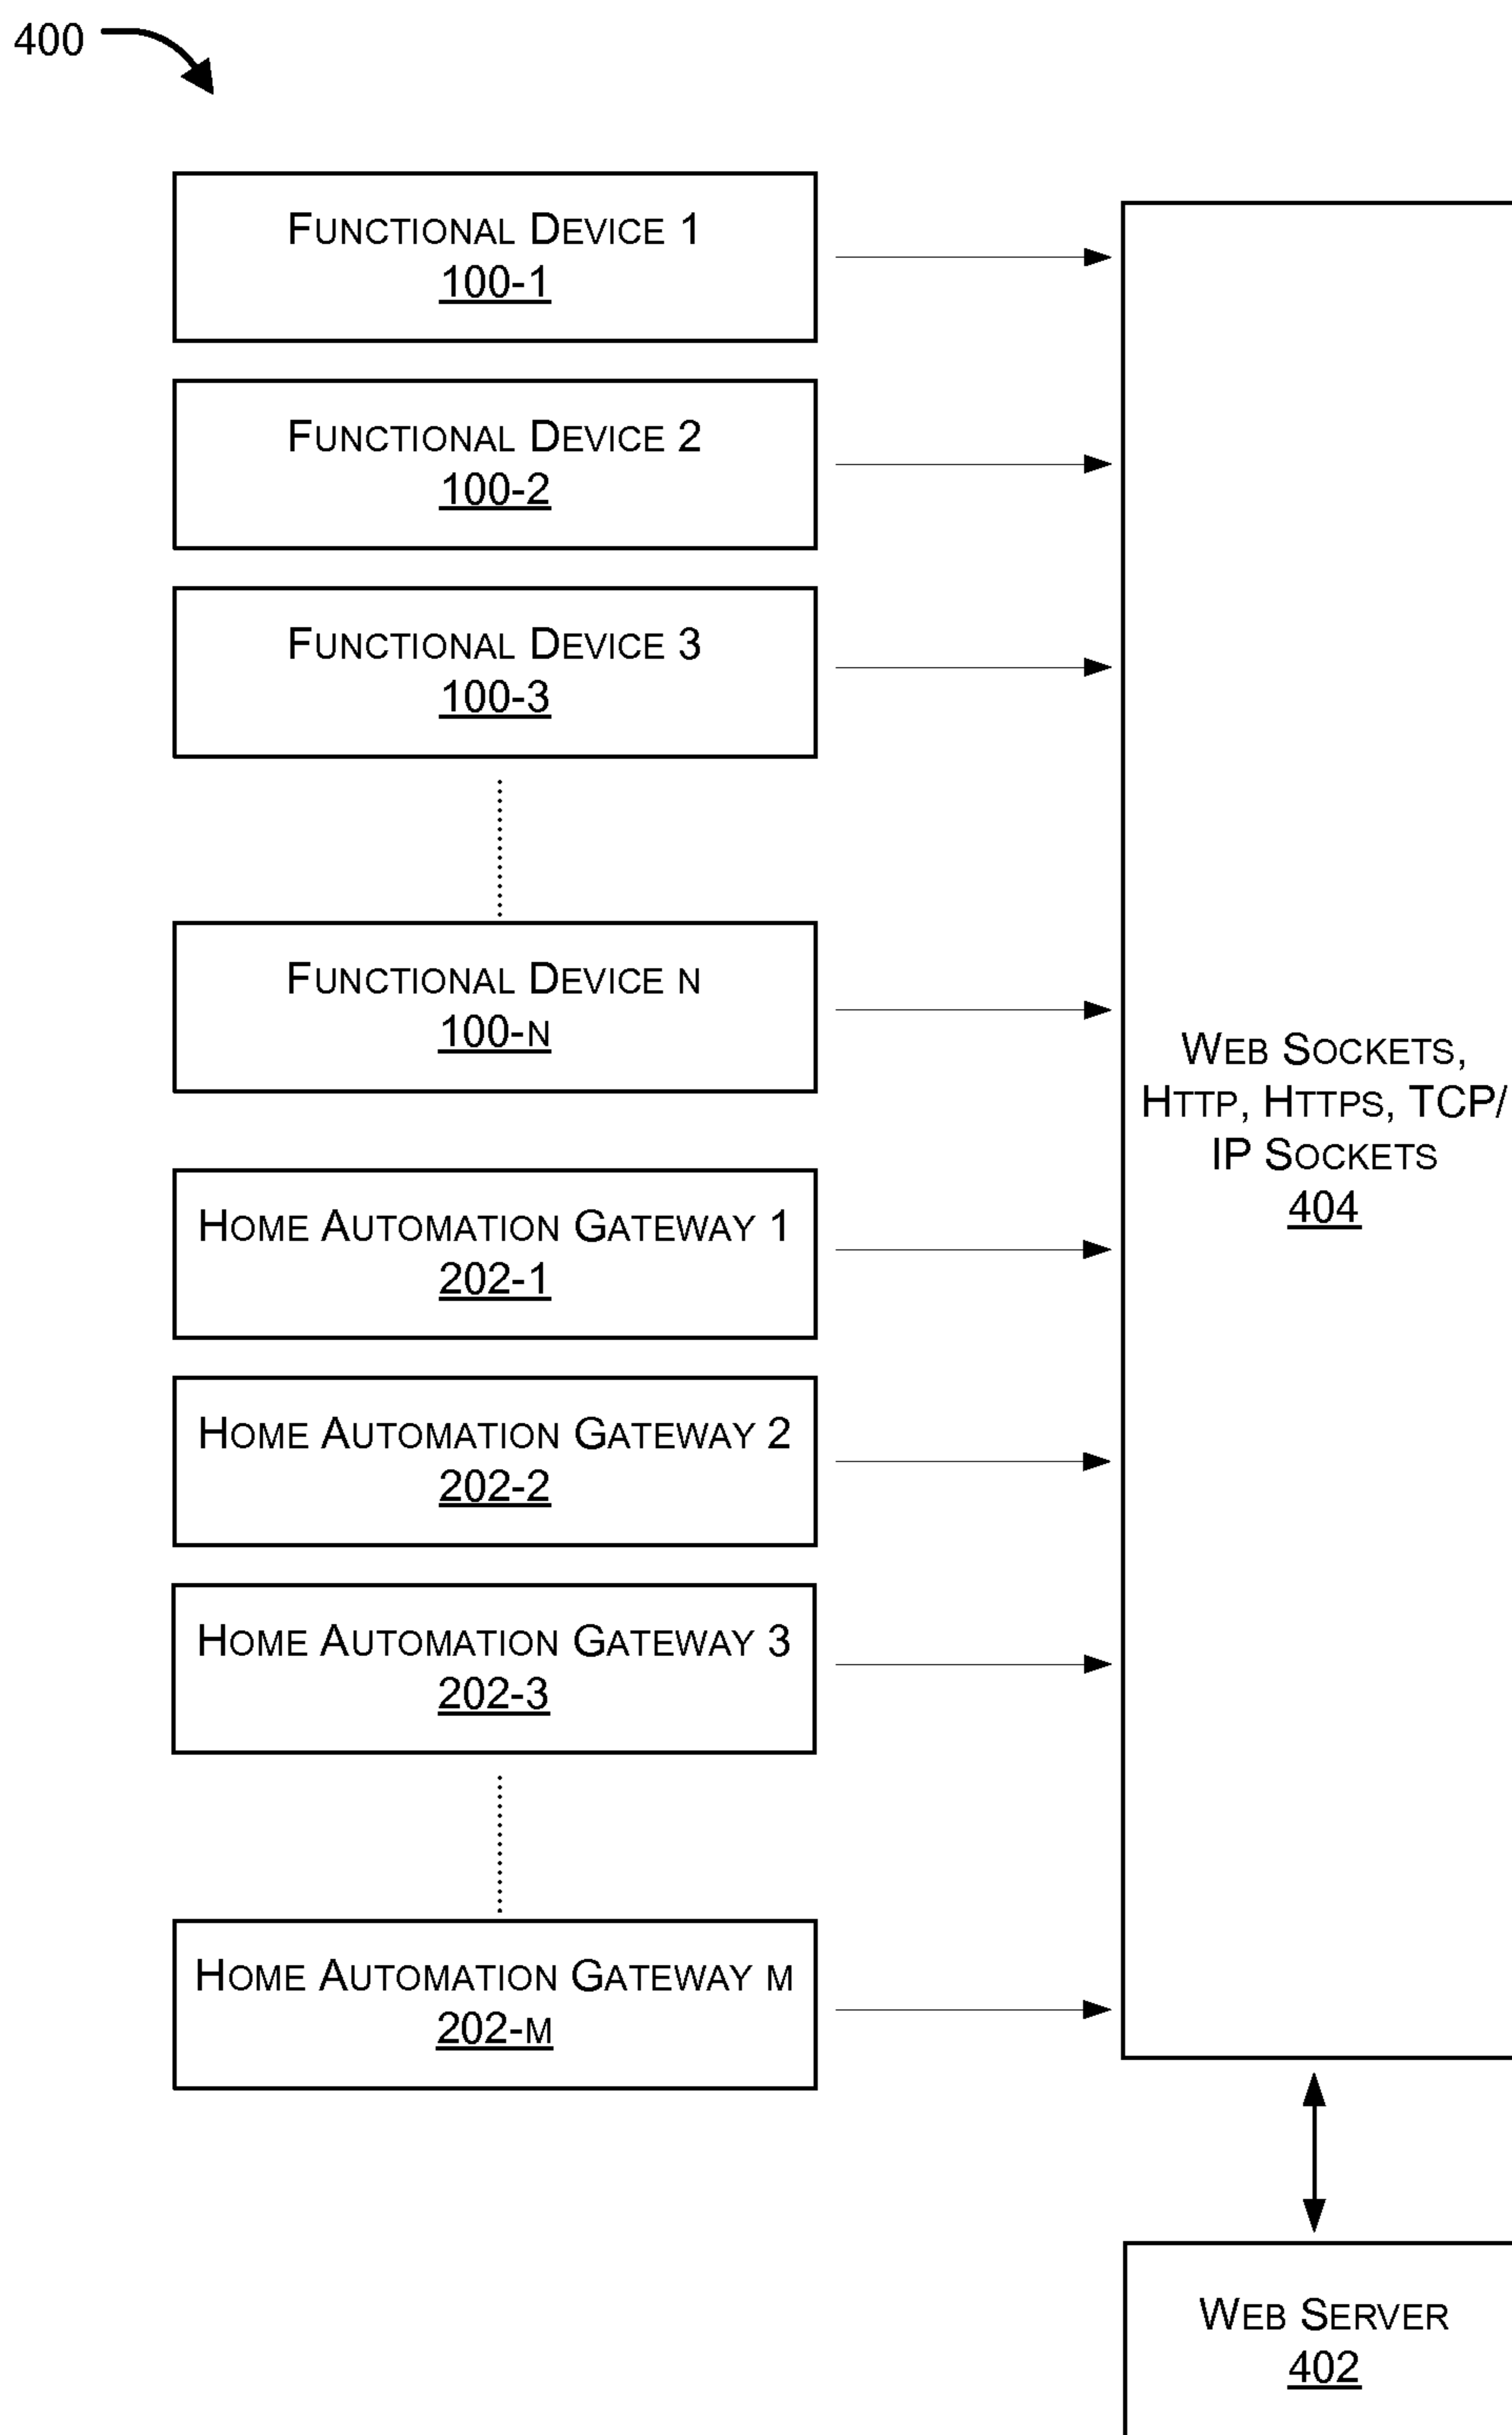 400
FUNCTIONAL DEVICE 1
100-1
FUNCTIONAL DEVICE 2
100-2
FUNCTIONAL DEVICE 3
100-3
FUNCTIONAL DEVICE N
100-N
HOME AUTOMATION GATEWAY 1
202-1
HOME AUTOMATION GATEWAY 2
202-2
HOME AUTOMATION GATEWAY 3
202-3
HOME AUTOMATION GATEWAY M
202-M
WEB SOCKETS,
HTTP, HTTPS, TCP/
IP SOCKETS
404
WEB SERVER
402